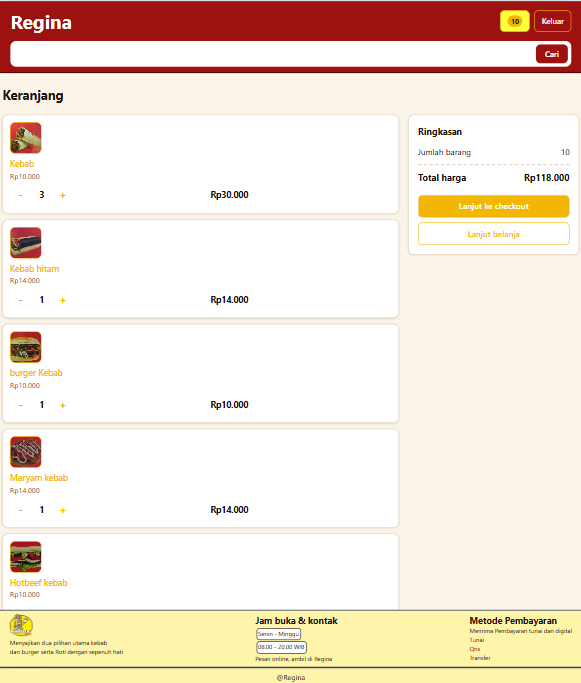 Regina
10
Keluar
Cari
Keranjang
Kebab
Rp10.000
- 3 +
Rp30.000
Kebab hitam
Rp14.000
- 1 +
Rp14.000
burger Kebab
Rp10.000
- 1 +
Rp10.000
Maryam kebab
Rp14.000
- 1 +
Rp14.000
Hotbeef kebab
Rp10.000
Ringkasan
Jumlah barang 10
Total harga Rp118.000
Lanjut ke checkout
Lanjut belanja
Menyajikan dua pilihan utama kebab
dan burger serta Roti dengan sepenuh hati
Jam buka & kontak
Senin - Minggu
08.00 - 20.00 WIB
Pesan online, ambil di Regina
Metode Pembayaran
Menrima Pembayaran tunai dan digital
Tunai
Qris
Transfer
@Regina